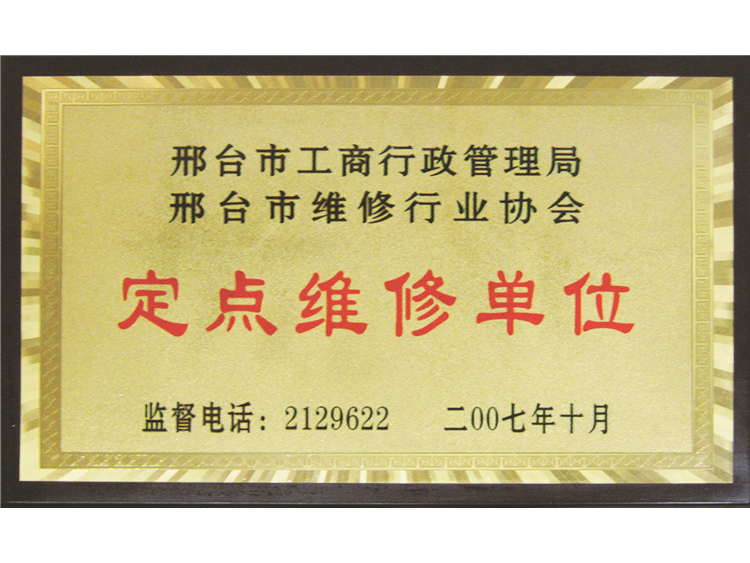 邢台市工商行政管理局
邢台市维修行业协会
定点维修单位
监督电话：2129622 二00七年十月